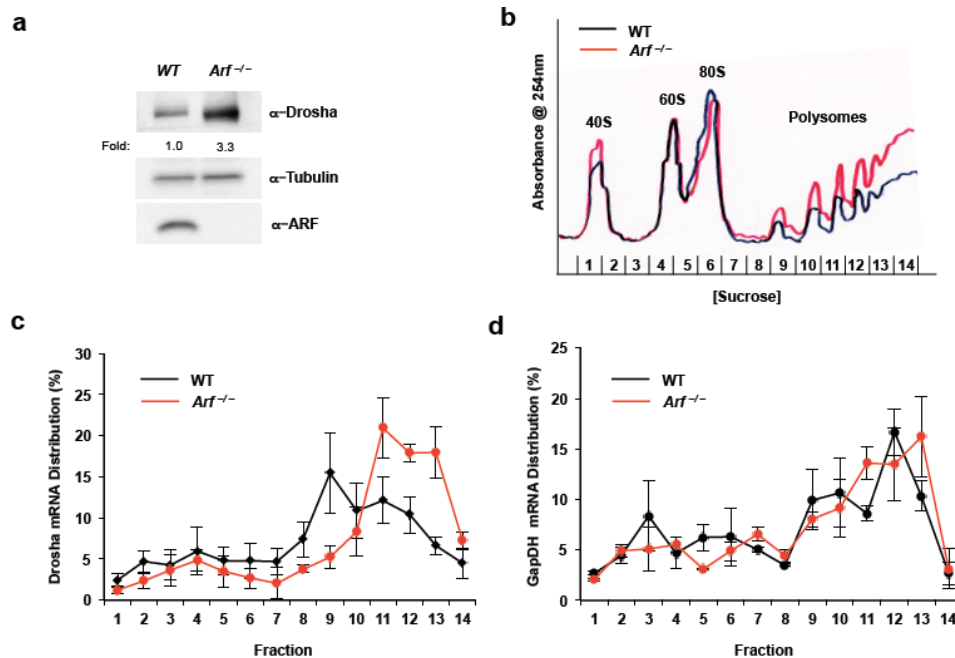 a
WT Arf −/−
α−Drosha
Fold: 1.0 3.3
α−Tubulin
α−ARF
b
WT
Arf −/−
Absorbance @ 254nm
40S
60S
80S
Polysomes
1 2 3 4 5 6 7 8 9 10 11 12 13 14
[Sucrose]
c
Drosha mRNA Distribution (%)
WT
Arf −/−
30
25
20
15
10
5
0
1 2 3 4 5 6 7 8 9 10 11 12 13 14
Fraction
d
GapDH mRNA Distribution (%)
WT
Arf −/−
25
20
15
10
5
0
1 2 3 4 5 6 7 8 9 10 11 12 13 14
Fraction